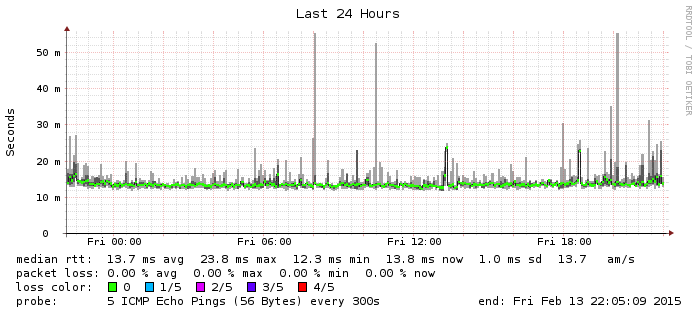 Last 24 Hours
RRDTOOL / TOBI OETIKER
Seconds
50 m
40 m
30 m
20 m
10 m
0
Fri 00:00 Fri 06:00 Fri 12:00 Fri 18:00
median rtt: 13.7 ms avg 23.8 ms max 12.3 ms min 13.8 ms now 1.0 ms sd 13.7 am/s
packet loss: 0.00 % avg 0.00 % max 0.00 % min 0.00 % now
loss color: 0 1/5 2/5 3/5 4/5
probe: 5 ICMP Echo Pings (56 Bytes) every 300s end: Fri Feb 13 22:05:09 2015